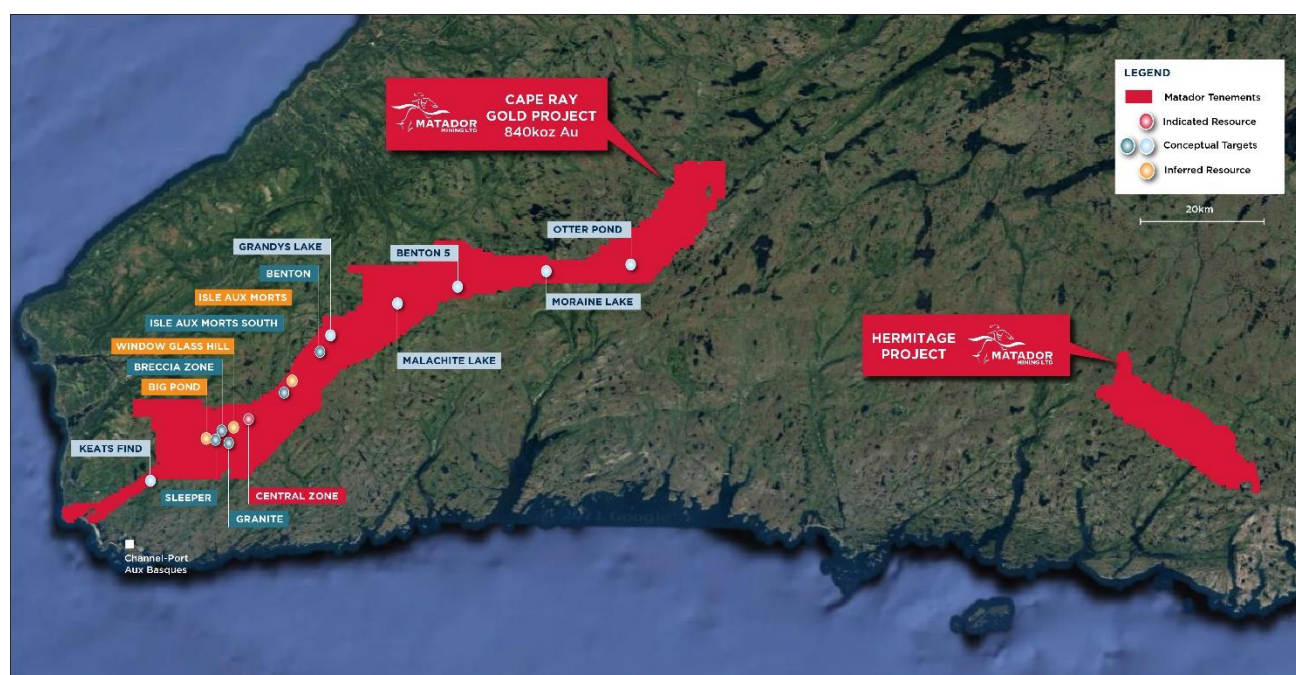 MATADOR
MINING LTD
CAPE RAY
GOLD PROJECT
840koz Au
LEGEND
Matador Tenements
Indicated Resource
Conceptual Targets
Inferred Resource
20km
OTTER POND
GRANDYS LAKE
BENTON 5
BENTON
ISLE AUX MORTS
MORAINE LAKE
ISLE AUX MORTS SOUTH
HERMITAGE
PROJECT
MATADOR
MINING LTD
WINDOW GLASS HILL
MALACHITE LAKE
BRECCIA ZONE
BIG POND
KEATS FIND
SLEEPER
CENTRAL ZONE
GRANITE
Channel-Port
Aux Basques